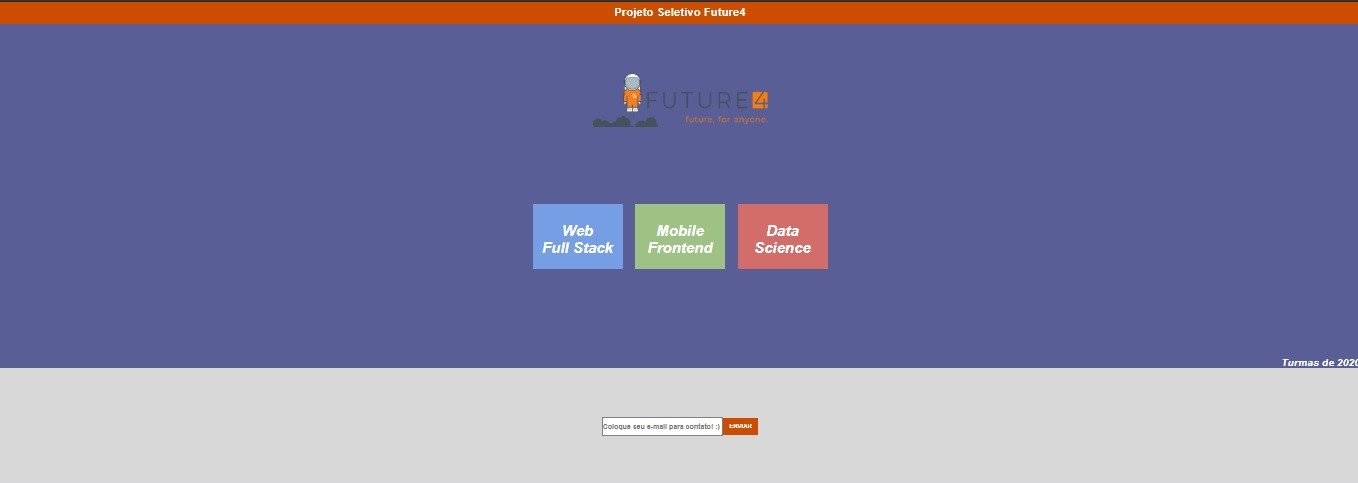 Projeto Seletivo Future4
FUTURE4
future, for anyone.
Web
Full Stack
Mobile
Frontend
Data
Science
Turmas de 2020
Coloque seu e-mail para contato! :)
ENVIAR